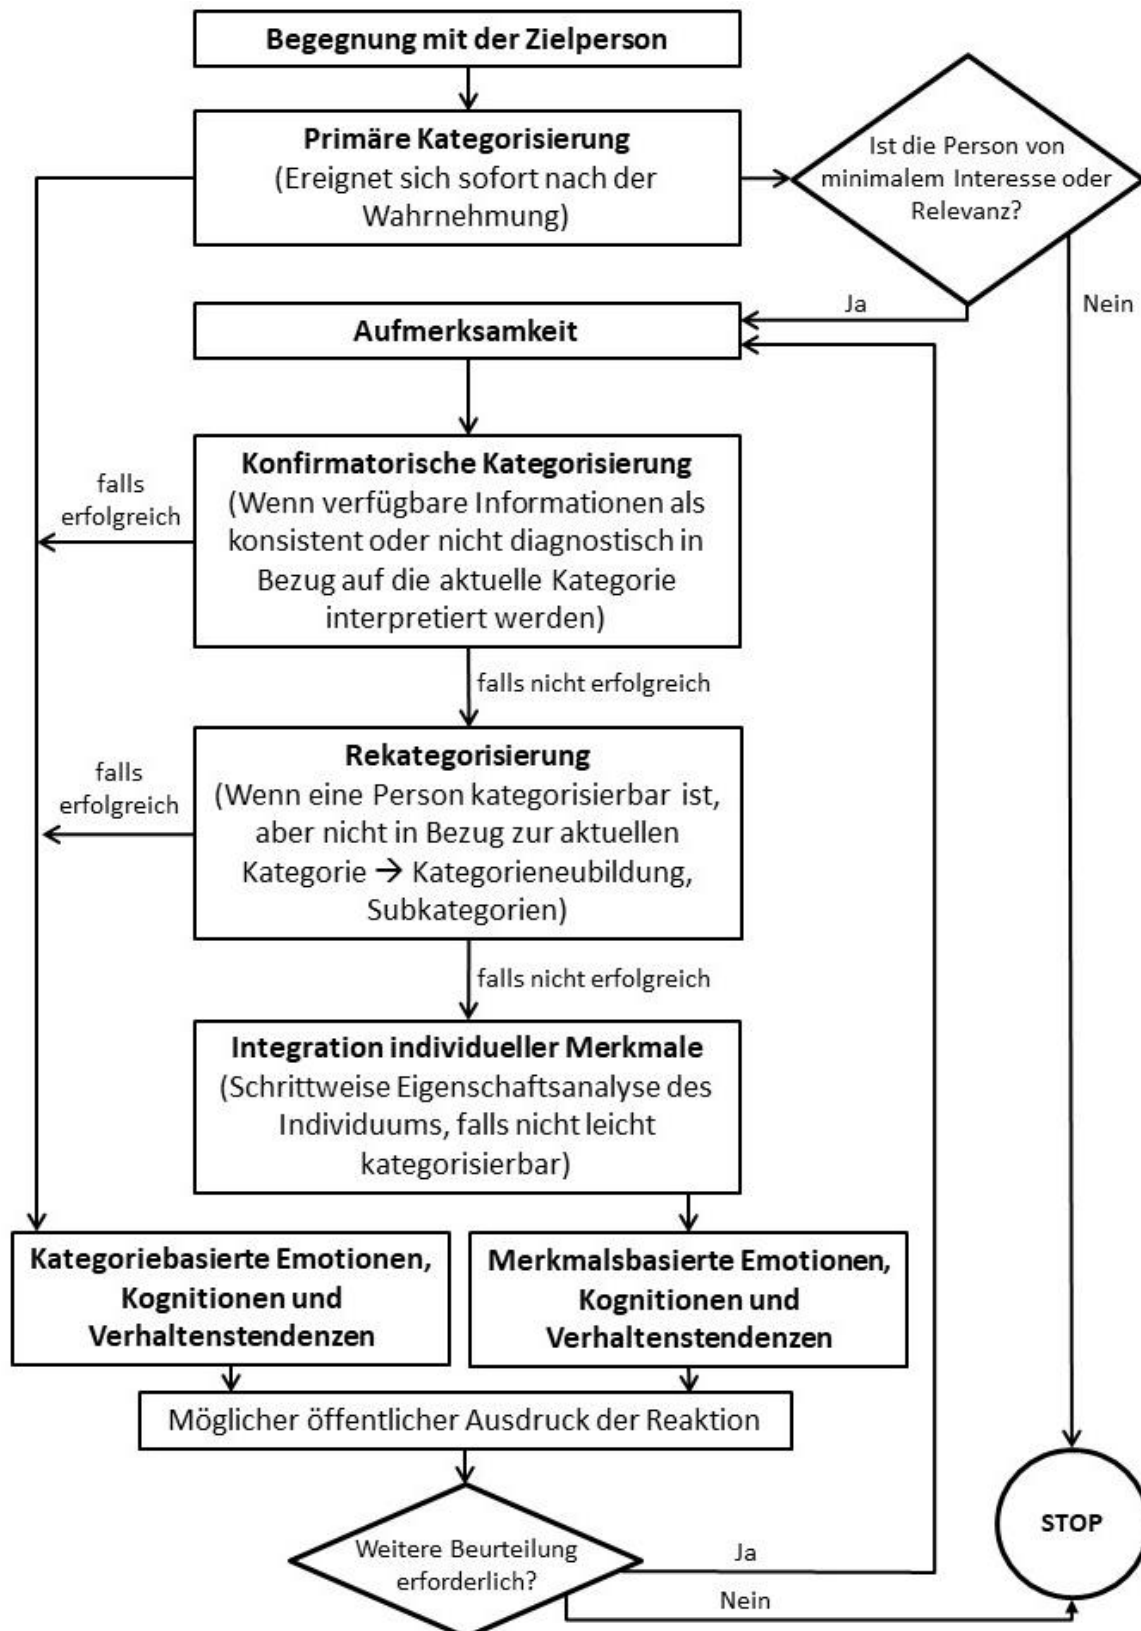 Begegnung mit der Zielperson
Primäre Kategorisierung
(Ereignet sich sofort nach der
Wahrnehmung)
Ist die Person von
minimalem Interesse oder
Relevanz?
Ja
Nein
Aufmerksamkeit
Konfirmatorische Kategorisierung
(Wenn verfügbare Informationen als
konsistent oder nicht diagnostisch in
Bezug auf die aktuelle Kategorie
interpretiert werden)
falls
erfolgreich
falls nicht erfolgreich
Rekategorisierung
(Wenn eine Person kategorisierbar ist,
aber nicht in Bezug zur aktuellen
Kategorie → Kategorieneubildung,
Subkategorien)
falls
erfolgreich
falls nicht erfolgreich
Integration individueller Merkmale
(Schrittweise Eigenschaftsanalyse des
Individuums, falls nicht leicht
kategorisierbar)
Kategoriebasierte Emotionen,
Kognitionen und
Verhaltenstendenzen
Merkmalsbasierte Emotionen,
Kognitionen und
Verhaltenstendenzen
Möglicher öffentlicher Ausdruck der Reaktion
Weitere Beurteilung
erforderlich?
Ja
Nein
STOP